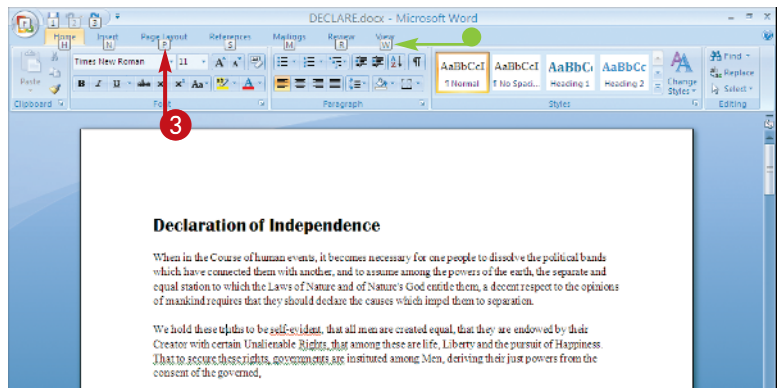 DECLARE.docx - Microsoft Word
F 1 2 3
Home Insert Page Layout References Mailings Review View
H N P S M R W
Times New Roman 11 A A Find
Paste B I U abc x x Aa A ¶ AaBbCcI AaBbCcI AaBbC AaBbCc A Replace
¶ Normal ¶ No Spaci... Heading 1 Heading 2 Change Styles Select
Clipboard Font Paragraph Styles Editing
3
Declaration of Independence
When in the Course of human events, it becomes necessary for one people to dissolve the political bands
which have connected them with another, and to assume among the powers of the earth, the separate and
equal station to which the Laws of Nature and of Nature's God entitle them, a decent respect to the opinions
of mankind requires that they should declare the causes which impel them to separation.
We hold these truths to be self-evident, that all men are created equal, that they are endowed by their
Creator with certain Unalienable Rights, that among these are life, Liberty and the pursuit of Happiness.
That to secure these rights, governments are instituted among Men, deriving their just powers from the
consent of the governed,